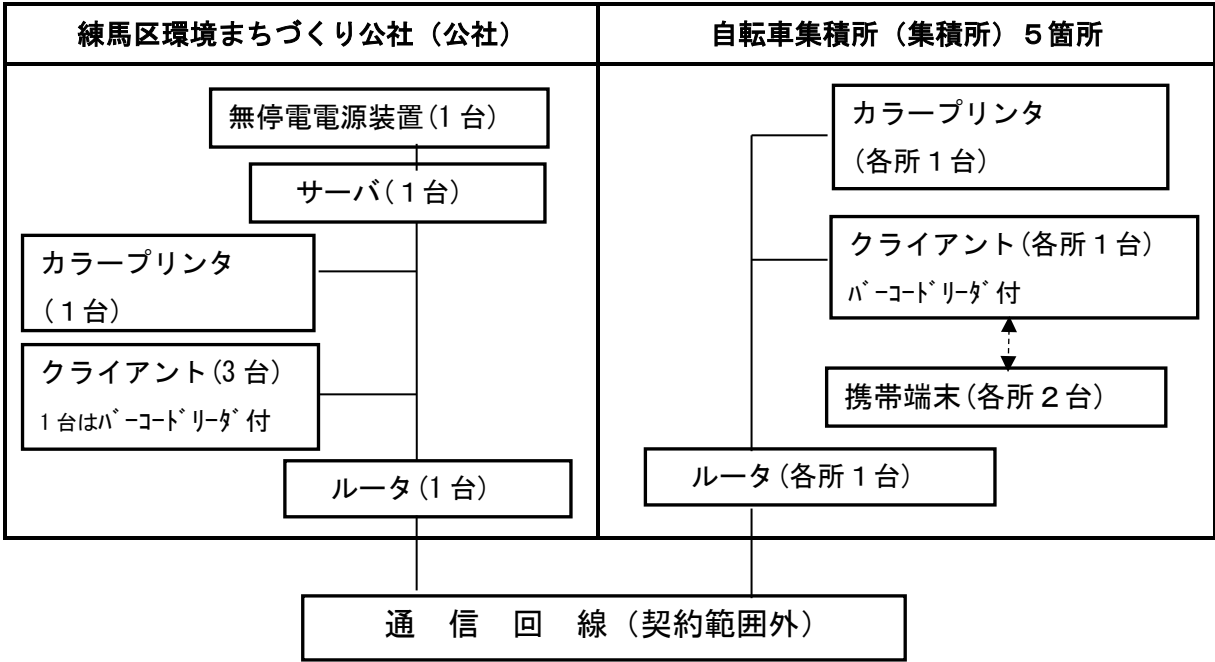 練馬区環境まちづくり公社（公社）
無停電電源装置(1 台)
サーバ(１台)
カラープリンタ
(１台)
クライアント(3 台)
1 台はﾊﾞｰｺｰﾄﾞﾘｰﾀﾞ付
ルータ(1 台)
自転車集積所（集積所）５箇所
カラープリンタ
(各所１台)
クライアント(各所１台)
ﾊﾞｰｺｰﾄﾞﾘｰﾀﾞ付
携帯端末(各所２台)
ルータ(各所１台)
通　信　回　線（契約範囲外）